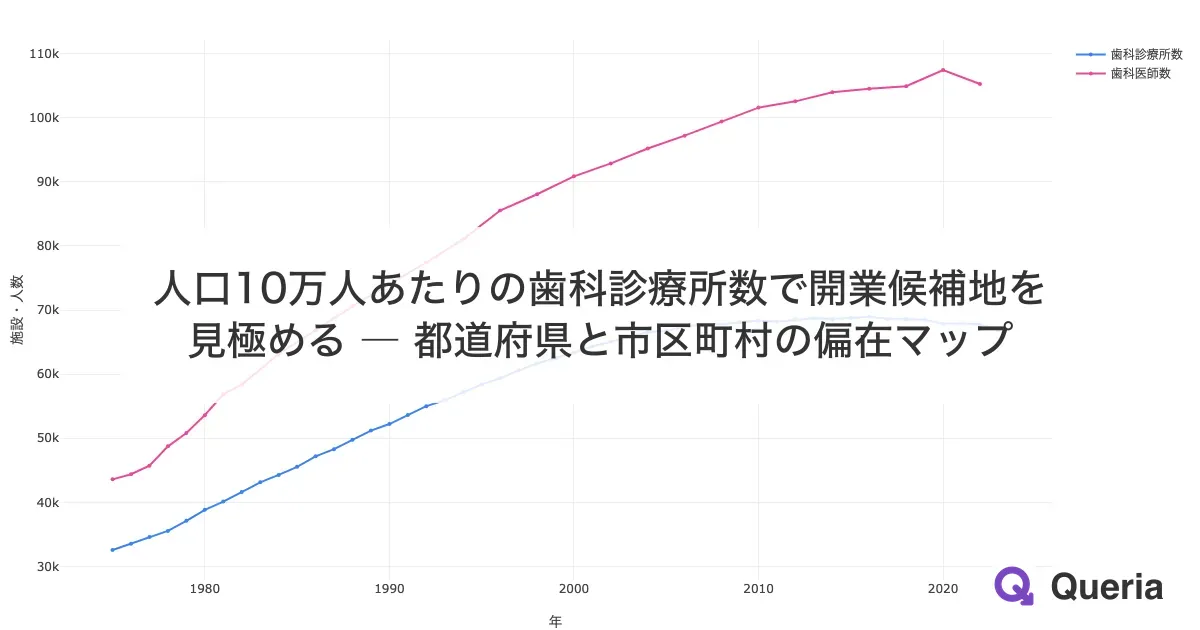 110k
100k
90k
80k
70k
60k
50k
40k
30k
施設・人数
1980
1990
2000
2010
2020
年
歯科診療所数
歯科医師数
人口10万人あたりの歯科診療所数で開業候補地を
見極める — 都道府県と市区町村の偏在マップ
Queria